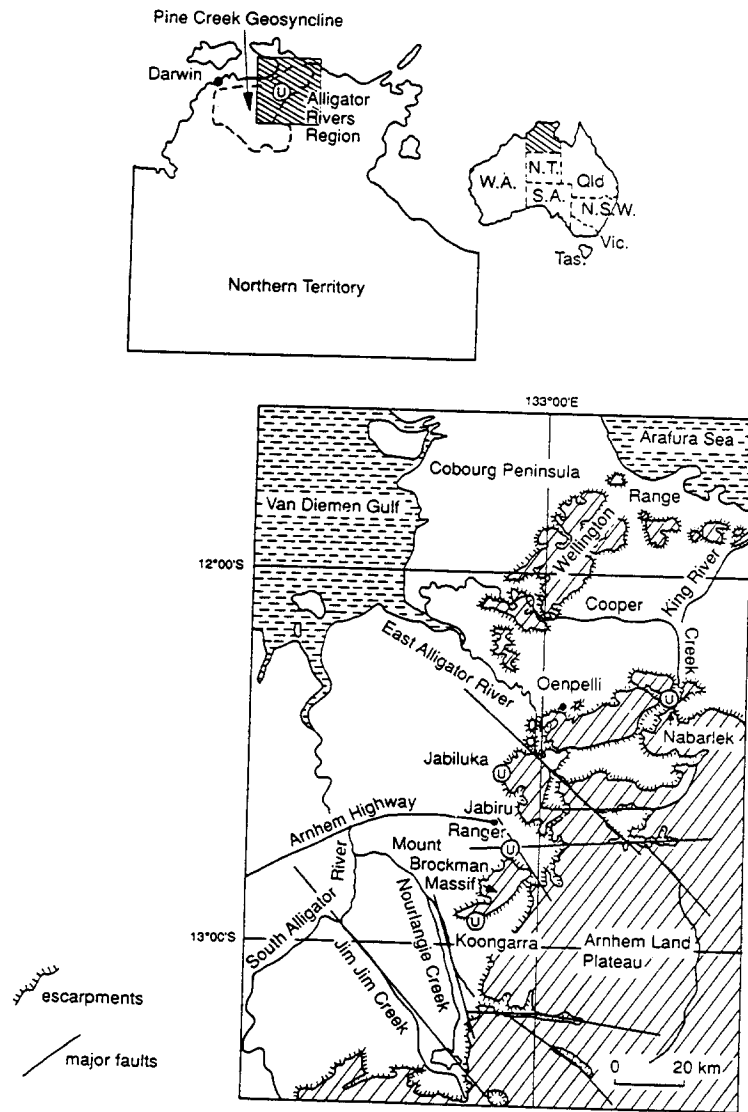 Pine Creek Geosyncline
Darwin
U
Alligator
Rivers
Region
Northern Territory
W.A.
N.T.
Qld
S.A.
N.S.W.
Vic.
Tas.
133°00'E
Arafura Sea
Cobourg Peninsula
Van Diemen Gulf
Range
Wellington
12°00'S
King River
Cooper
Creek
East Alligator River
Oenpelli
U
Nabarlek
Jabiluka
U
Jabiru
Arnhem Highway
Ranger
U
Mount
Brockman
Massif
River
South Alligator
Nourlangie Creek
U
13°00'S
Koongarra
Arnhem Land
Plateau
Jim Jim Creek
escarpments
major faults
0 20 km